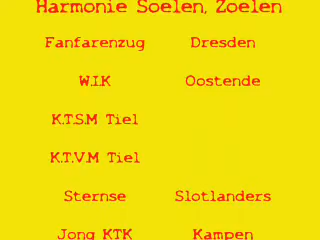 Harmonie Soelen, Zoelen
Fanfarenzug Dresden
W.I.K Oostende
K.T.S.M Tiel
K.T.V.M Tiel
Sternse Slotlanders
Jong KTK Kampen